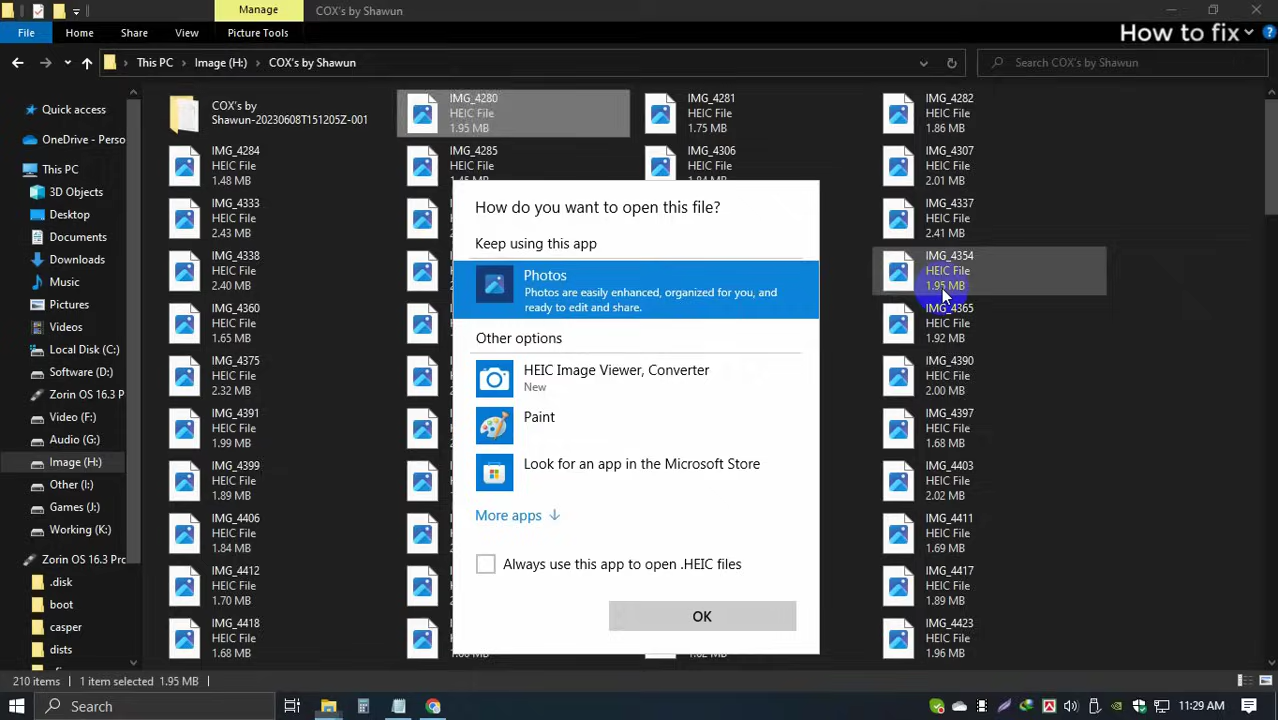 Manage
COX's by Shawun
File
Home
Share
View
Picture Tools
How to fix
This PC
Image (H:)
COX's by Shawun
Search COX's by Shawun
Quick access
OneDrive - Perso
This PC
3D Objects
Desktop
Documents
Downloads
Music
Pictures
Videos
Local Disk (C:)
Software (D:)
Zorin OS 16.3 P
Video (F:)
Audio (G:)
Image (H:)
Other (I:)
Games (J:)
Working (K:)
Zorin OS 16.3 Pro
.disk
boot
casper
dists
COX's by
Shawun-20230608T151205Z-001
IMG_4280
HEIC File
1.95 MB
IMG_4281
HEIC File
1.75 MB
IMG_4282
HEIC File
1.86 MB
IMG_4284
HEIC File
1.48 MB
IMG_4285
HEIC File
1.45 MB
IMG_4306
HEIC File
1.84 MB
IMG_4307
HEIC File
2.01 MB
IMG_4333
HEIC File
2.43 MB
IMG_4337
HEIC File
2.41 MB
IMG_4338
HEIC File
2.40 MB
IMG_4354
HEIC File
1.95 MB
IMG_4360
HEIC File
1.65 MB
IMG_4365
HEIC File
1.92 MB
IMG_4375
HEIC File
2.32 MB
IMG_4390
HEIC File
2.00 MB
IMG_4391
HEIC File
1.99 MB
IMG_4397
HEIC File
1.68 MB
IMG_4399
HEIC File
1.89 MB
IMG_4403
HEIC File
2.02 MB
IMG_4406
HEIC File
1.84 MB
IMG_4411
HEIC File
1.69 MB
IMG_4412
HEIC File
1.70 MB
IMG_4417
HEIC File
1.89 MB
IMG_4418
HEIC File
1.68 MB
IMG_4423
HEIC File
1.96 MB
How do you want to open this file?
Keep using this app
Photos
Photos are easily enhanced, organized for you, and
ready to edit and share.
Other options
HEIC Image Viewer, Converter
New
Paint
Look for an app in the Microsoft Store
More apps
Always use this app to open .HEIC files
OK
210 items
1 item selected 1.95 MB
Search
11:29 AM